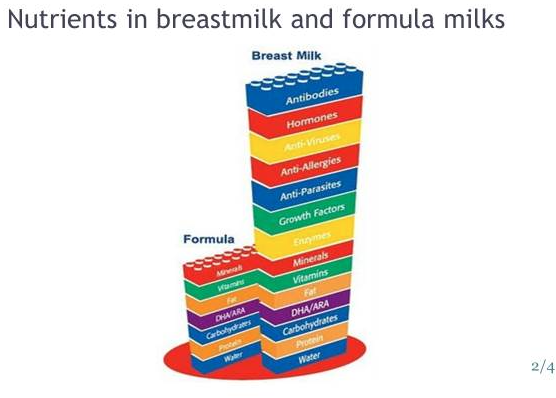 Nutrients in breastmilk and formula milks
Breast Milk
Antibodies
Hormones
Anti-Viruses
Anti-Allergies
Anti-Parasites
Growth Factors
Enzymes
Minerals
Vitamins
Fat
DHA/ARA
Carbohydrates
Protein
Water
Formula
Minerals
Vitamins
Fat
DHA/ARA
Carbohydrates
Protein
Water
2/4